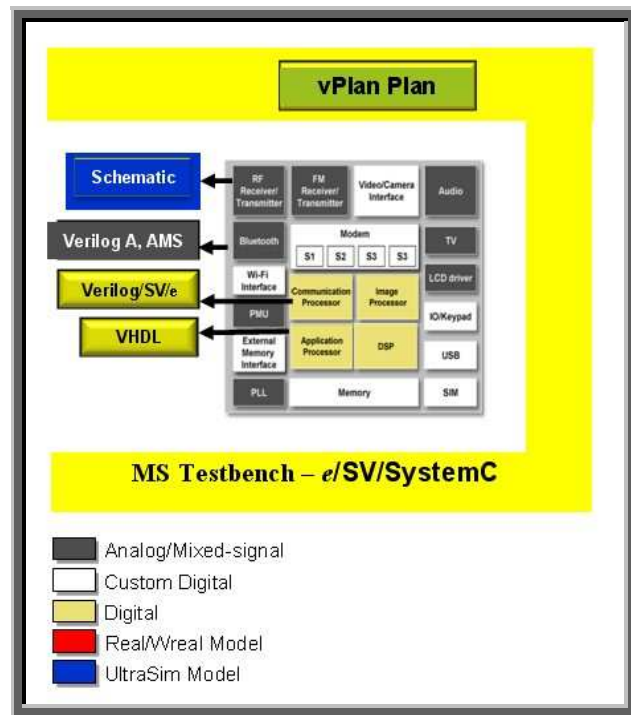 vPlan Plan
Schematic
Verilog A, AMS
Verilog/SV/e
VHDL
RF
Receiver/
Transmitter
FM
Receiver/
Transmitter
Video/Camera
Interface
Audio
Bluetooth
Modem
S1 S2 S3 S3
TV
Wi-Fi
Interface
Communication
Processor
Image
Processor
LCD driver
PMU
IO/Keypad
External
Memory
Interface
Application
Processor
DSP
USB
PLL
Memory
SIM
MS Testbench – e/SV/SystemC
Analog/Mixed-signal
Custom Digital
Digital
Real/Wreal Model
UltraSim Model